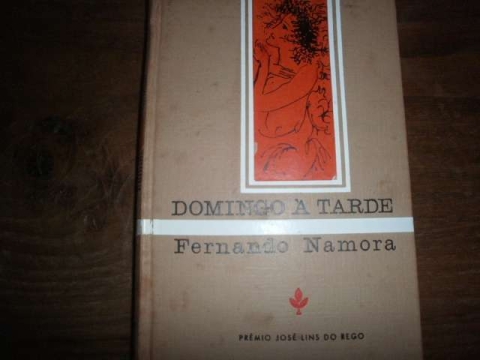 DOMINGO À TARDE
Fernando Namora
PRÉMIO JOSÉ LINS DO REGO